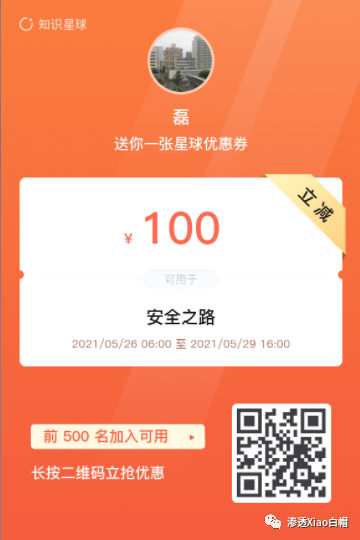 知识星球
磊
送你一张星球优惠券
立减
¥ 100
可用于
安全之路
2021/05/26 06:00 至 2021/05/29 16:00
前 500 名加入可用
长按二维码立抢优惠
渗透Xiao白帽